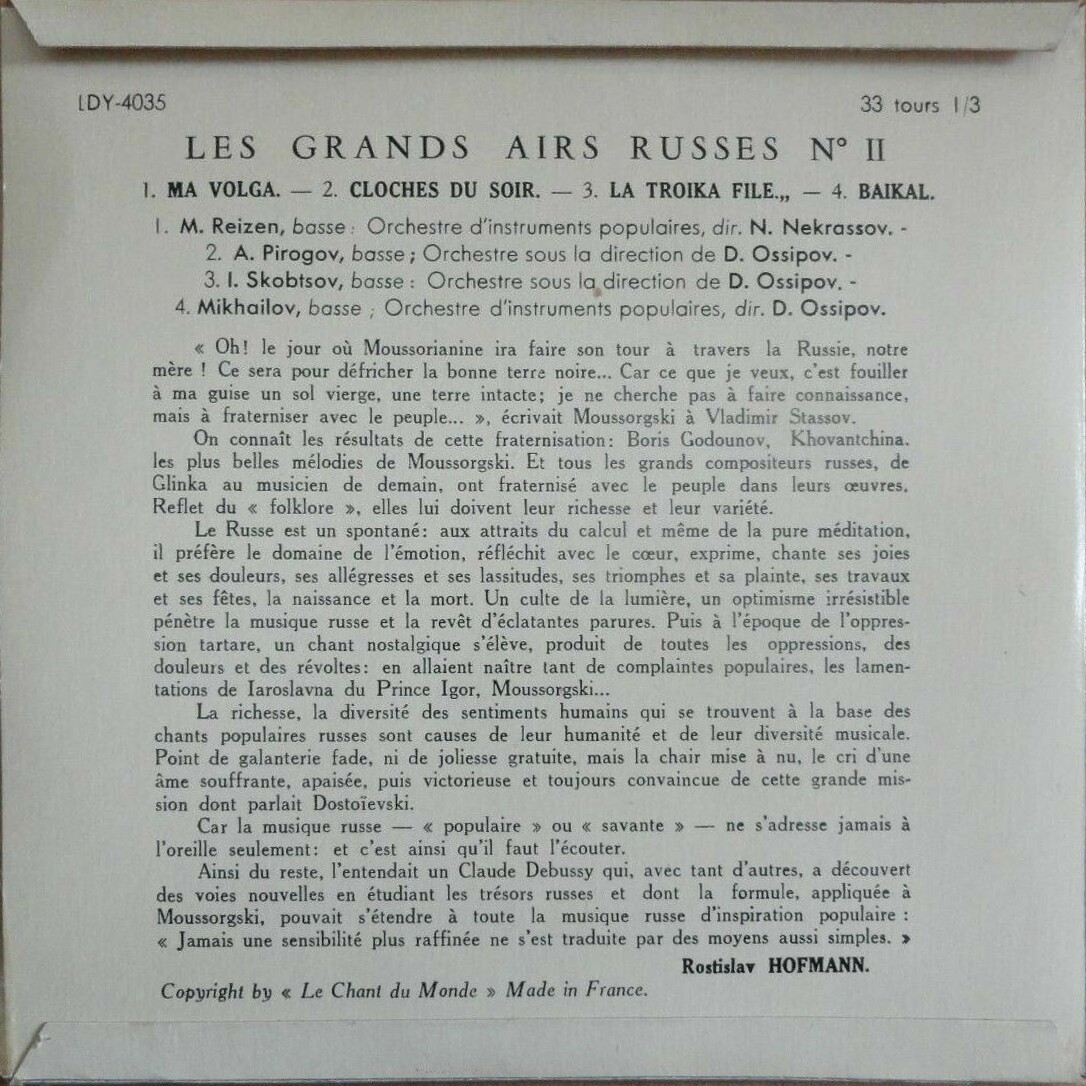 LDY-4035
33 tours 1/3
LES GRANDS AIRS RUSSES N° II
1. MA VOLGA. — 2. CLOCHES DU SOIR. — 3. LA TROIKA FILE.,, — 4. BAIKAL.
1. M. Reizen, basse : Orchestre d'instruments populaires, dir. N. Nekrassov. -
2. A. Pirogov, basse ; Orchestre sous la direction de D. Ossipov. -
3. I. Skobtsov, basse : Orchestre sous la direction de D. Ossipov. -
4. Mikhailov, basse ; Orchestre d'instruments populaires, dir. D. Ossipov.
« Oh! le jour où Moussorianine ira faire son tour à travers la Russie, notre
mère ! Ce sera pour défricher la bonne terre noire... Car ce que je veux, c'est fouiller
à ma guise un sol vierge, une terre intacte; je ne cherche pas à faire connaissance,
mais à fraterniser avec le peuple... », écrivait Moussorgski à Vladimir Stassov.
On connaît les résultats de cette fraternisation: Boris Godounov, Khovantchina.
les plus belles mélodies de Moussorgski. Et tous les grands compositeurs russes, de
Glinka au musicien de demain, ont fraternisé avec le peuple dans leurs œuvres.
Reflet du « folklore », elles lui doivent leur richesse et leur variété.
Le Russe est un spontané: aux attraits du calcul et même de la pure méditation,
il préfère le domaine de l'émotion, réfléchit avec le cœur, exprime, chante ses joies
et ses douleurs, ses allégresses et ses lassitudes, ses triomphes et sa plainte, ses travaux
et ses fêtes, la naissance et la mort. Un culte de la lumière, un optimisme irrésistible
pénètre la musique russe et la revêt d'éclatantes parures. Puis à l'époque de l'oppres-
sion tartare, un chant nostalgique s'élève, produit de toutes les oppressions, des
douleurs et des révoltes: en allaient naître tant de complaintes populaires, les lamen-
tations de Iaroslavna du Prince Igor, Moussorgski...
La richesse, la diversité des sentiments humains qui se trouvent à la base des
chants populaires russes sont causes de leur humanité et de leur diversité musicale.
Point de galanterie fade, ni de joliesse gratuite, mais la chair mise à nu, le cri d'une
âme souffrante, apaisée, puis victorieuse et toujours convaincue de cette grande mis-
sion dont parlait Dostoïevski.
Car la musique russe — « populaire » ou « savante » — ne s'adresse jamais à
l'oreille seulement: et c'est ainsi qu'il faut l'écouter.
Ainsi du reste, l'entendait un Claude Debussy qui, avec tant d'autres, a découvert
des voies nouvelles en étudiant les trésors russes et dont la formule, appliquée à
Moussorgski, pouvait s'étendre à toute la musique russe d'inspiration populaire :
« Jamais une sensibilité plus raffinée ne s'est traduite par des moyens aussi simples. »
Rostislav HOFMANN.
Copyright by « Le Chant du Monde » Made in France.